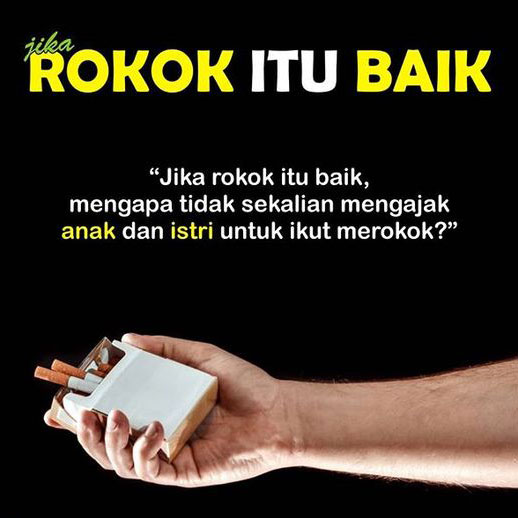 jika
ROKOK ITU BAIK
“Jika rokok itu baik,
mengapa tidak sekalian mengajak
anak dan istri untuk ikut merokok?”